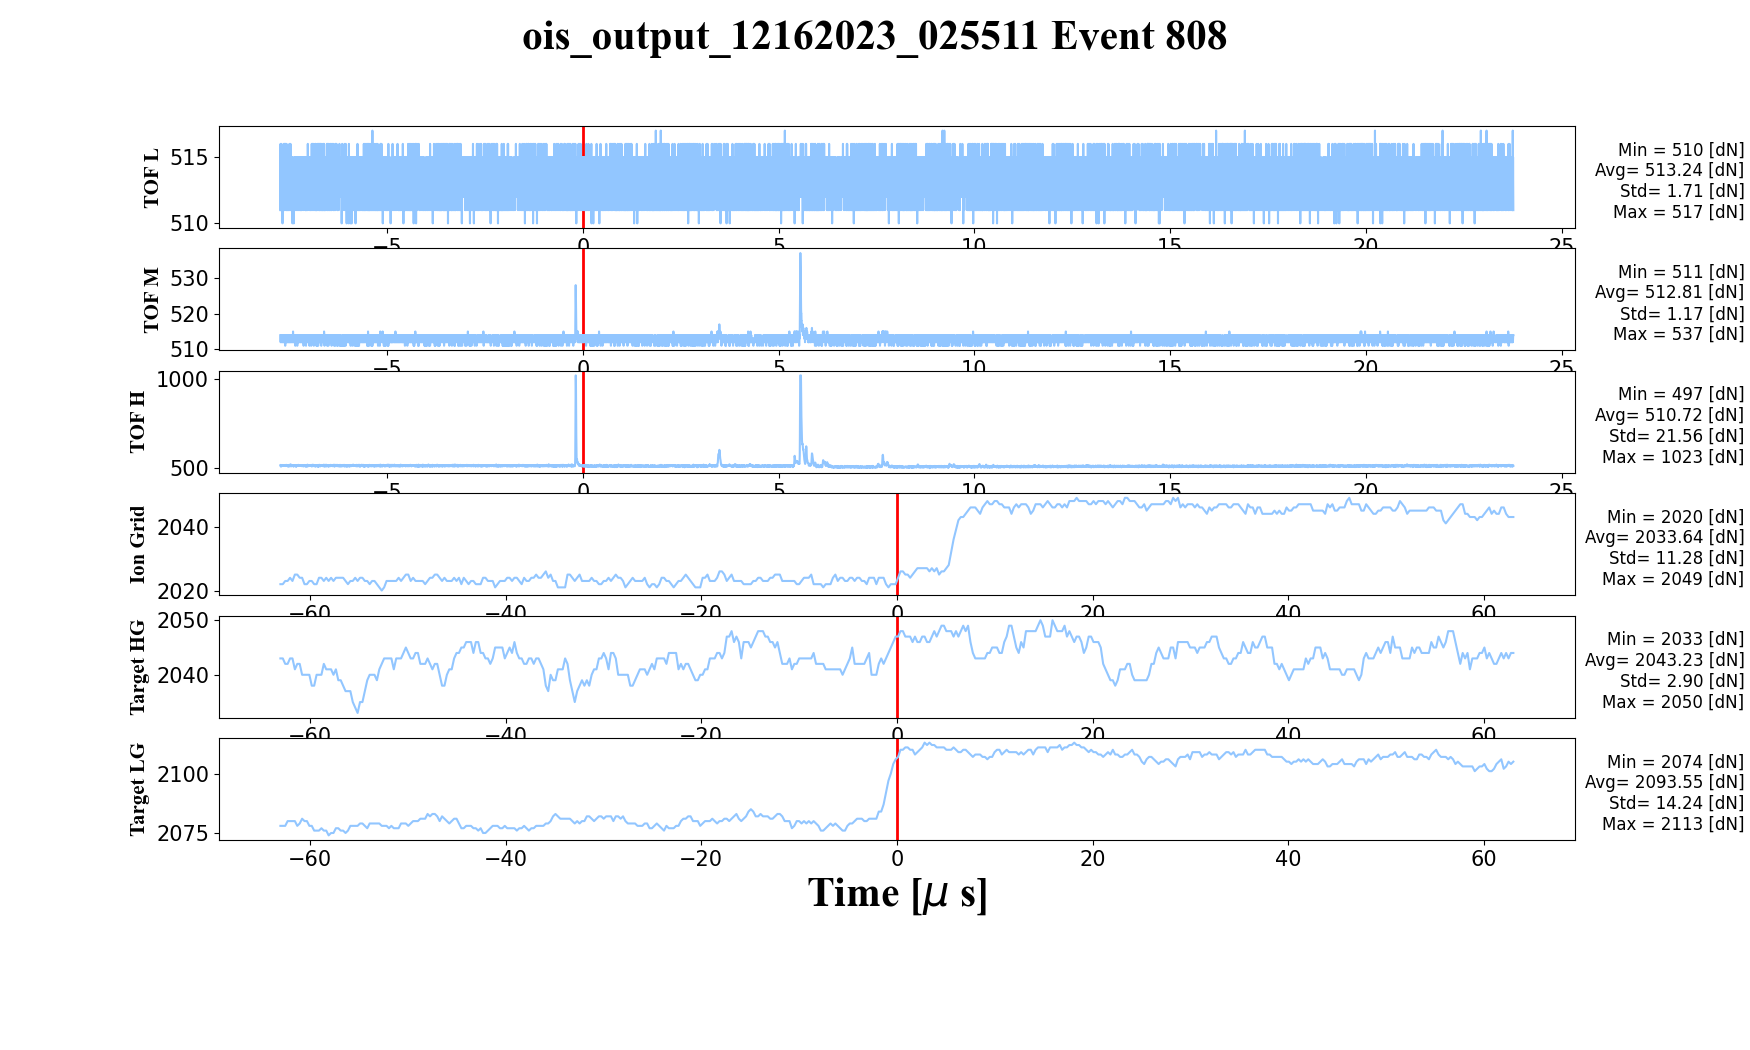 ois_output_12162023_025511 Event 808
TOF L
515
510
−5 0 5 10 15 20 25
Min = 510 [dN]
Avg= 513.24 [dN]
Std= 1.71 [dN]
Max = 517 [dN]
TOF M
530
520
510
−5 0 5 10 15 20 25
Min = 511 [dN]
Avg= 512.81 [dN]
Std= 1.17 [dN]
Max = 537 [dN]
TOF H
1000
500
−5 0 5 10 15 20 25
Min = 497 [dN]
Avg= 510.72 [dN]
Std= 21.56 [dN]
Max = 1023 [dN]
Ion Grid
2040
2020
−60 −40 −20 0 20 40 60
Min = 2020 [dN]
Avg= 2033.64 [dN]
Std= 11.28 [dN]
Max = 2049 [dN]
Target HG
2050
2040
−60 −40 −20 0 20 40 60
Min = 2033 [dN]
Avg= 2043.23 [dN]
Std= 2.90 [dN]
Max = 2050 [dN]
Target LG
2100
2075
−60 −40 −20 0 20 40 60
Min = 2074 [dN]
Avg= 2093.55 [dN]
Std= 14.24 [dN]
Max = 2113 [dN]
Time [μ s]